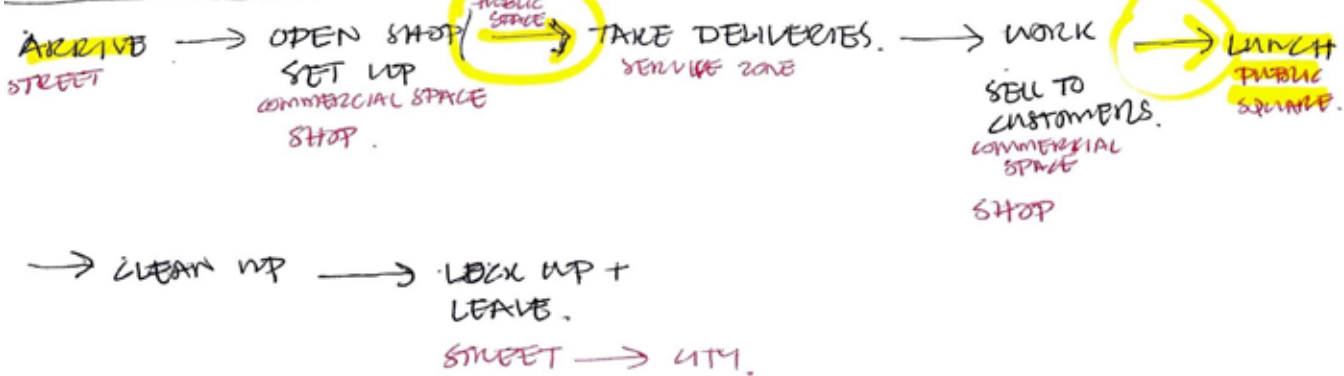 PUBLIC
SPACE
ARRIVE → OPEN SHOP/ → TAKE DELIVERIES. → WORK → LUNCH
STREET
SET UP
SERVICE ZONE
PUBLIC
COMMERCIAL SPACE
SELL TO
SQUARE.
SHOP.
CUSTOMERS.
COMMERCIAL
SPACE
SHOP
→ CLEAN UP → LOCK UP +
LEAVE.
STREET → CITY.